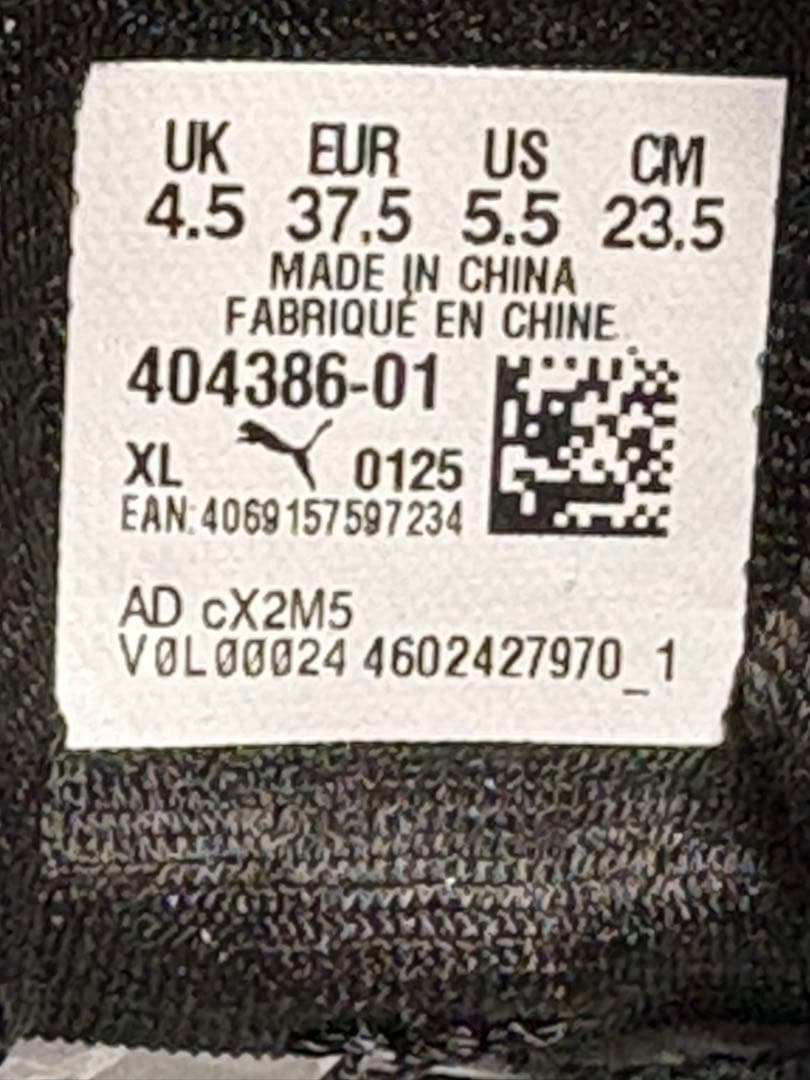 UK EUR US CM
4.5 37.5 5.5 23.5
MADE IN CHINA
FABRIQUÉ EN CHINE
404386-01
XL 0125
EAN:4069157597234
AD cX2M5
V0L00024 4602427970_1